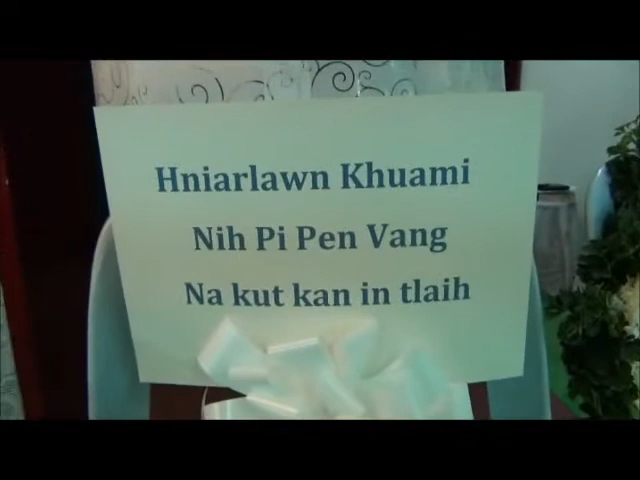 Hniarlawn Khuami
Nih Pi Pen Vang
Na kut kan in tlaih